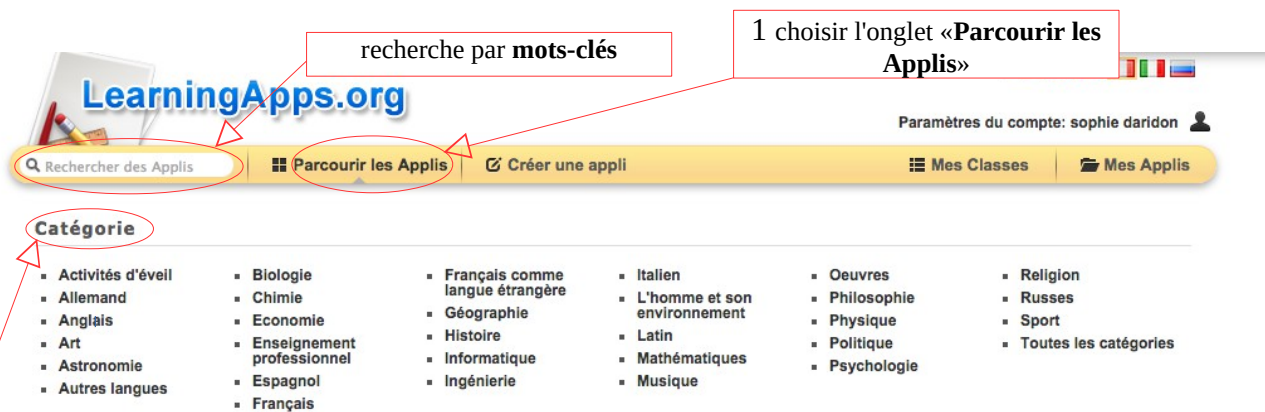 recherche par mots-clés
1 choisir l'onglet «Parcourir les
Applis»
LearningApps.org
Paramètres du compte: sophie daridon
Rechercher des Applis
Parcourir les Applis
Créer une appli
Mes Classes
Mes Applis
Catégorie
Activités d'éveil
Allemand
Anglais
Art
Astronomie
Autres langues
Biologie
Chimie
Economie
Enseignement
professionnel
Espagnol
Français
Français comme
langue étrangère
Géographie
Histoire
Informatique
Ingénierie
Italien
L'homme et son
environnement
Latin
Mathématiques
Musique
Oeuvres
Philosophie
Physique
Politique
Psychologie
Religion
Russes
Sport
Toutes les catégories